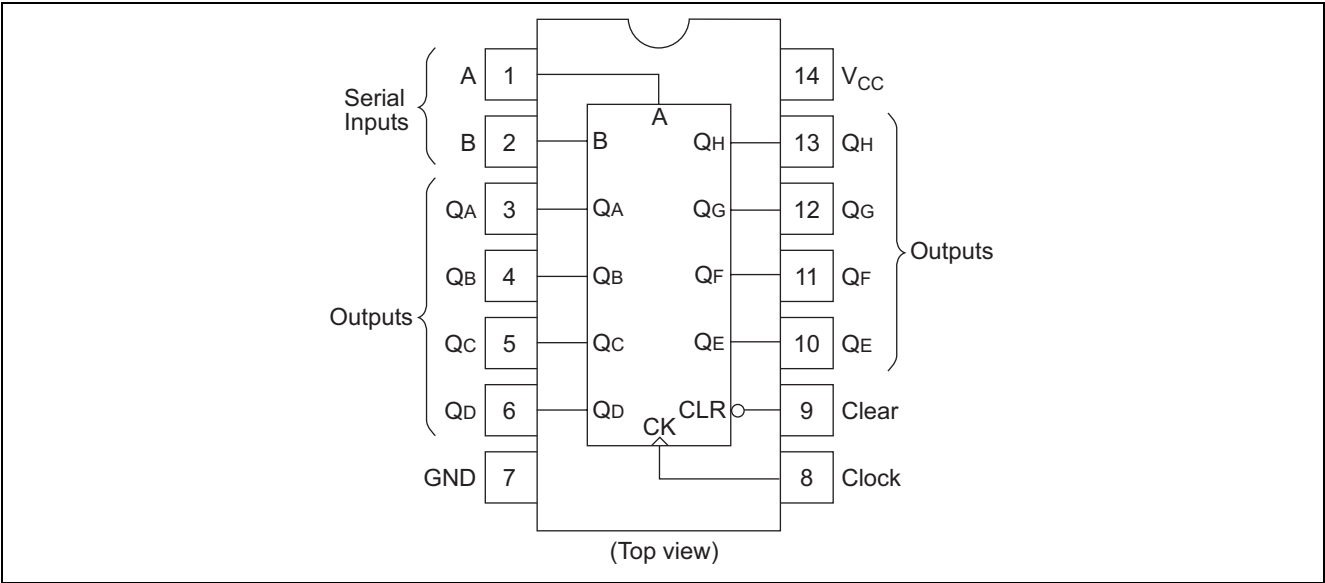 A 1
Serial
Inputs
B 2
QA 3
QB 4
Outputs
QC 5
QD 6
GND 7
A
B
QA
QB
QC
QD
CK
QH
QG
QF
QE
CLR
14 VCC
13 QH
12 QG
11 QF
Outputs
10 QE
9 Clear
8 Clock
(Top view)